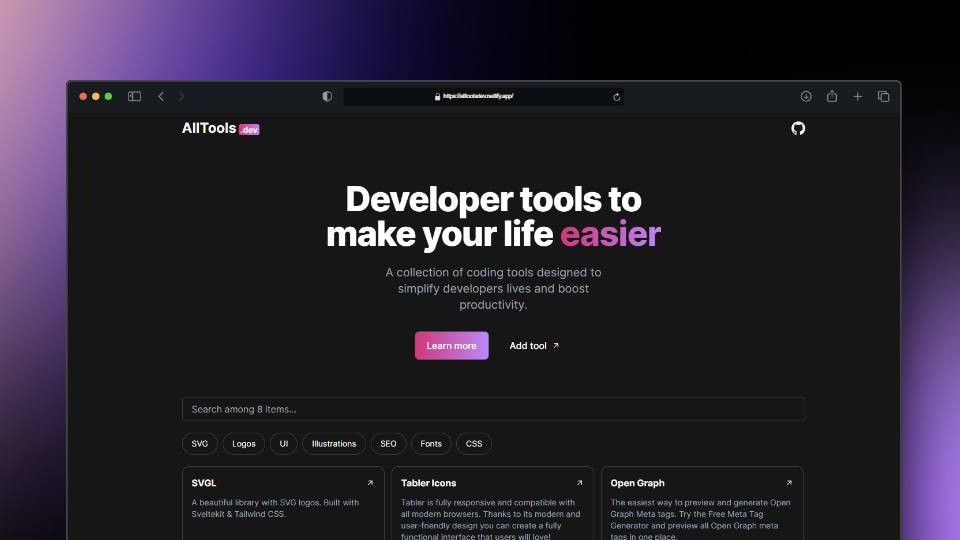 https://alltoolsdev.netlify.app/
AllTools .dev
Developer tools to
make your life easier
A collection of coding tools designed to
simplify developers lives and boost
productivity.
Learn more
Add tool
Search among 8 items...
SVG Logos UI Illustrations SEO Fonts CSS
SVGL
A beautiful library with SVG logos. Built with
Sveltekit & Tailwind CSS.
Tabler Icons
Tabler is fully responsive and compatible with
all modern browsers. Thanks to its modern and
user-friendly design you can create a fully
functional interface that users will love!
Open Graph
The easiest way to preview and generate Open
Graph Meta tags. Try the Free Meta Tag
Generator and preview all Open Graph meta
tags in one place.